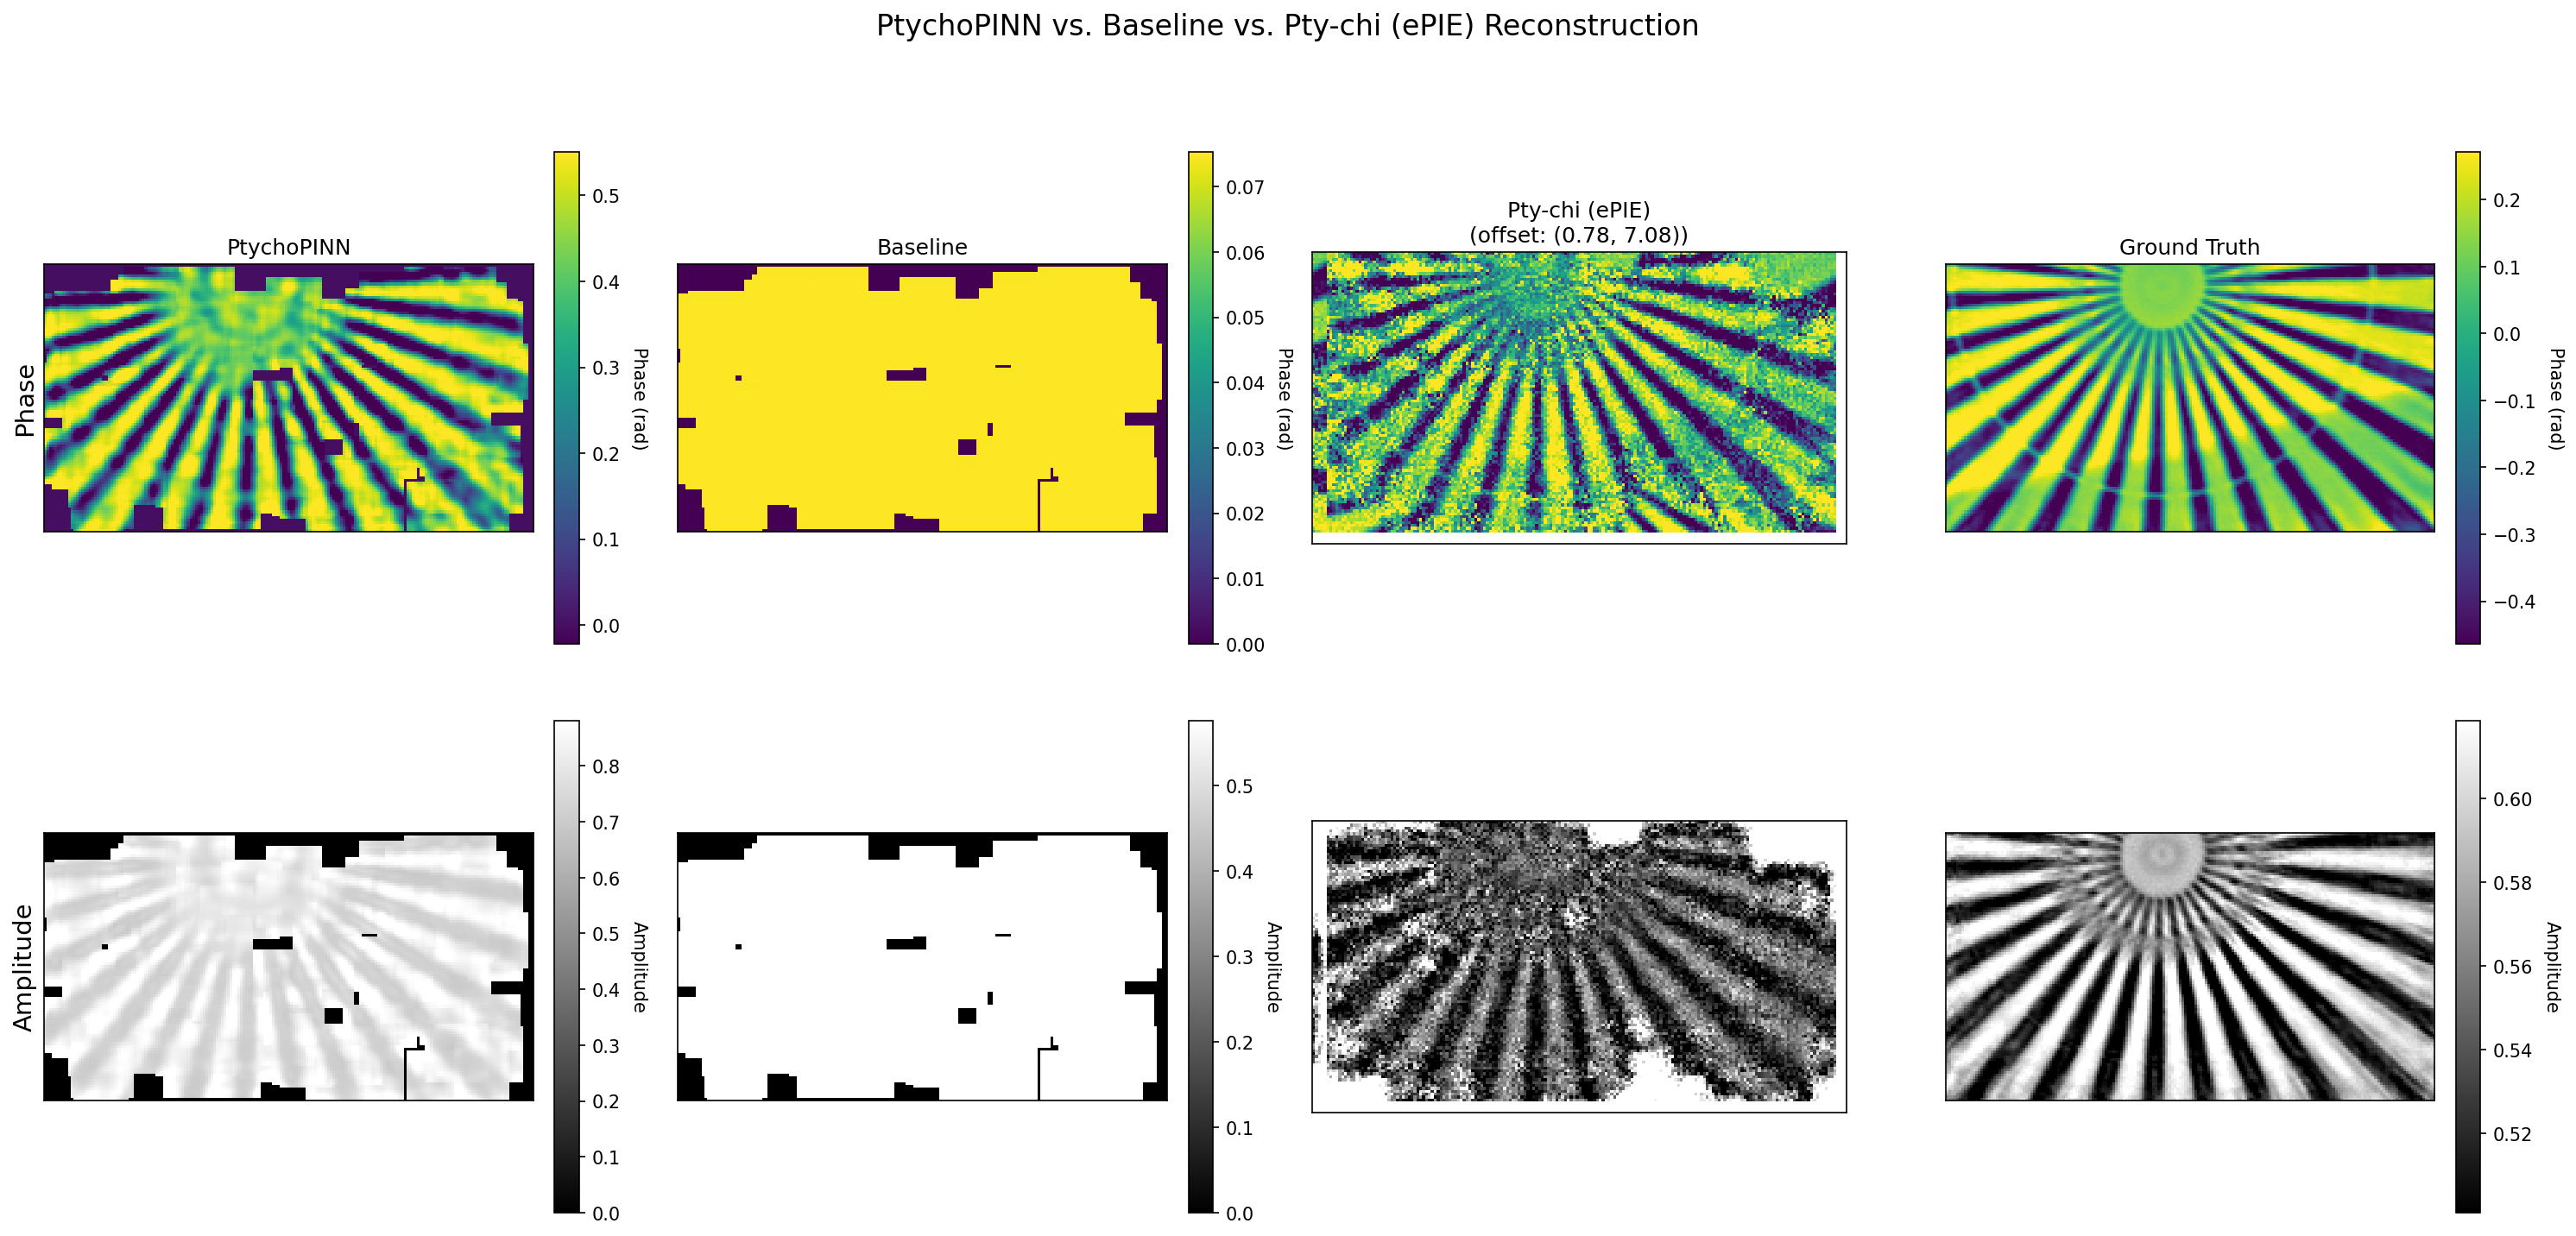 PtychoPINN vs. Baseline vs. Pty-chi (ePIE) Reconstruction
PtychoPINN
Phase
0.5
0.4
0.3
0.2
0.1
0.0
Phase (rad)
Baseline
0.07
0.06
0.05
0.04
0.03
0.02
0.01
0.00
Phase (rad)
Pty-chi (ePIE)
(offset: (0.78, 7.08))
Ground Truth
0.2
0.1
0.0
−0.1
−0.2
−0.3
−0.4
Phase (rad)
Amplitude
0.8
0.7
0.6
0.5
0.4
0.3
0.2
0.1
0.0
Amplitude
0.5
0.4
0.3
0.2
0.1
0.0
Amplitude
0.60
0.58
0.56
0.54
0.52
Amplitude